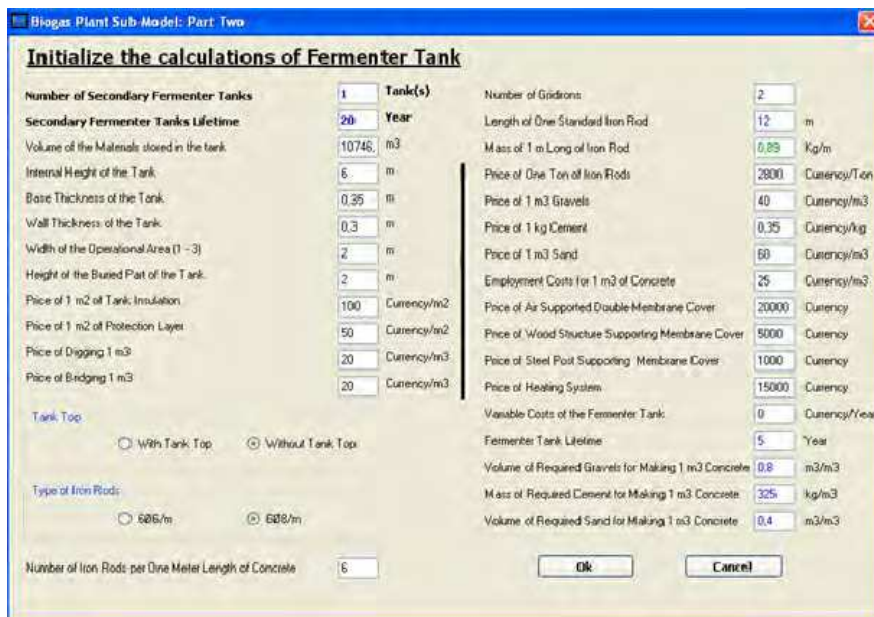 Biogas Plant Sub-Model: Part Two
Initialize the calculations of Fermenter Tank
Number of Secondary Fermenter Tanks 1 Tank(s)
Secondary Fermenter Tanks Lifetime 20 Year
Volume of the Materials stored in the tank 10746, m3
Internal Height of the Tank 6 m
Base Thickness of the Tank 0,35 m
Wall Thickness of the Tank 0,3 m
Width of the Operational Area (1 - 3) 2 m
Height of the Buried Part of the Tank 2 m
Price of 1 m2 of Tank Insulation 100 Currency/m2
Price of 1 m2 of Protection Layer 50 Currency/m2
Price of Digging 1 m3 20 Currency/m3
Price of Bridging 1 m3 20 Currency/m3
Tank Top
With Tank Top Without Tank Top
Type of Iron Rods
6Ø6/m 6Ø8/m
Number of Iron Rods per One Meter Length of Concrete 6
Number of Gridirons 2
Length of One Standard Iron Rod 12 m
Mass of 1 m Long of Iron Rod 0,89 Kg/m
Price of One Ton of Iron Rods 2800 Currency/Ton
Price of 1 m3 Gravels 40 Currency/m3
Price of 1 kg Cement 0,35 Currency/kg
Price of 1 m3 Sand 60 Currency/m3
Employment Costs for 1 m3 of Concrete 25 Currency/m3
Price of Air Supported Double Membrane Cover 20000 Currency
Price of Wood Structure Supporting Membrane Cover 5000 Currency
Price of Steel Post Supporting Membrane Cover 1000 Currency
Price of Heating System 15000 Currency
Variable Costs of the Fermenter Tank 0 Currency/Year
Fermenter Tank Lifetime 5 Year
Volume of Required Gravels for Making 1 m3 Concrete 0,8 m3/m3
Mass of Required Cement for Making 1 m3 Concrete 325 kg/m3
Volume of Required Sand for Making 1 m3 Concrete 0,4 m3/m3
Ok Cancel